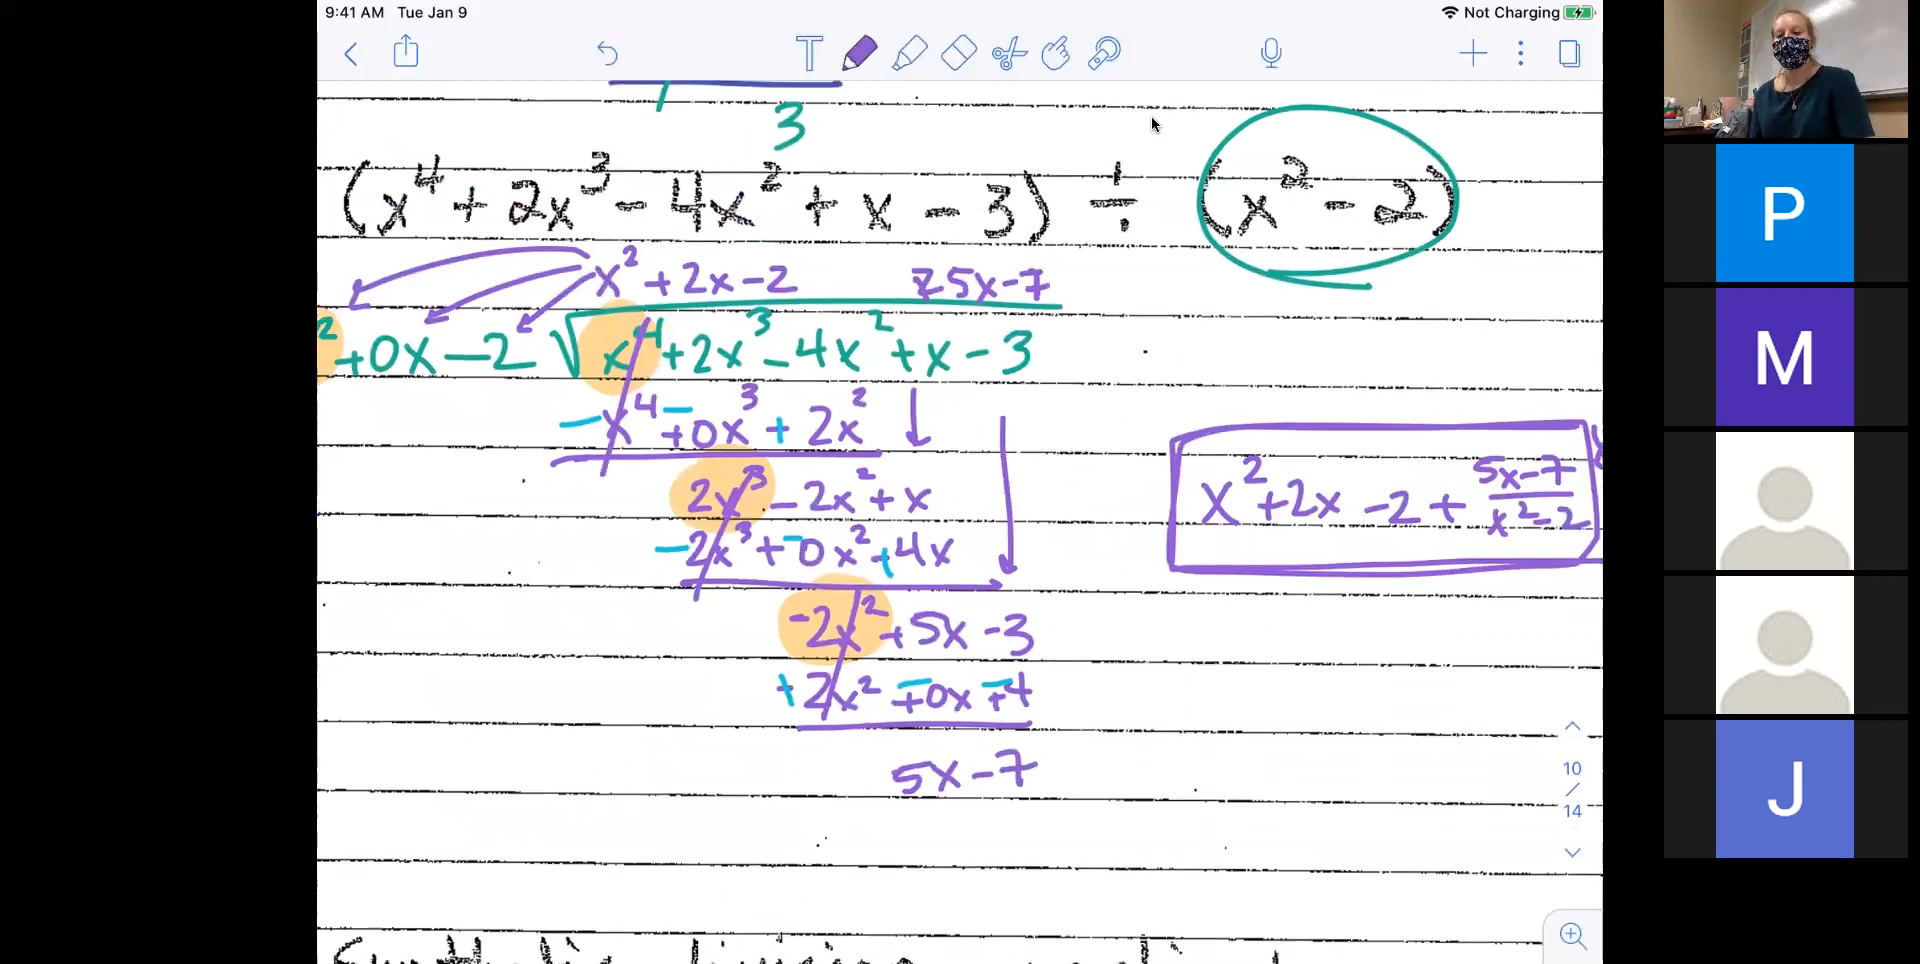 9:41 AM Tue Jan 9 Not Charging
T
3
(x⁴ + 2x³ - 4x² + x - 3) ÷ (x² - 2)
x² + 2x - 2 5x-7
² +0x - 2 √ x⁴ + 2x³ - 4x² + x - 3
- x⁴ +0x³ + 2x²
2x³ - 2x² + x
- 2x³ + 0x² + 4x
x² + 2x - 2 + (5x-7)/(x²-2)
-2x² + 5x - 3
+ 2x² + 0x + 4
5x - 7
10
/
14
P
M
J